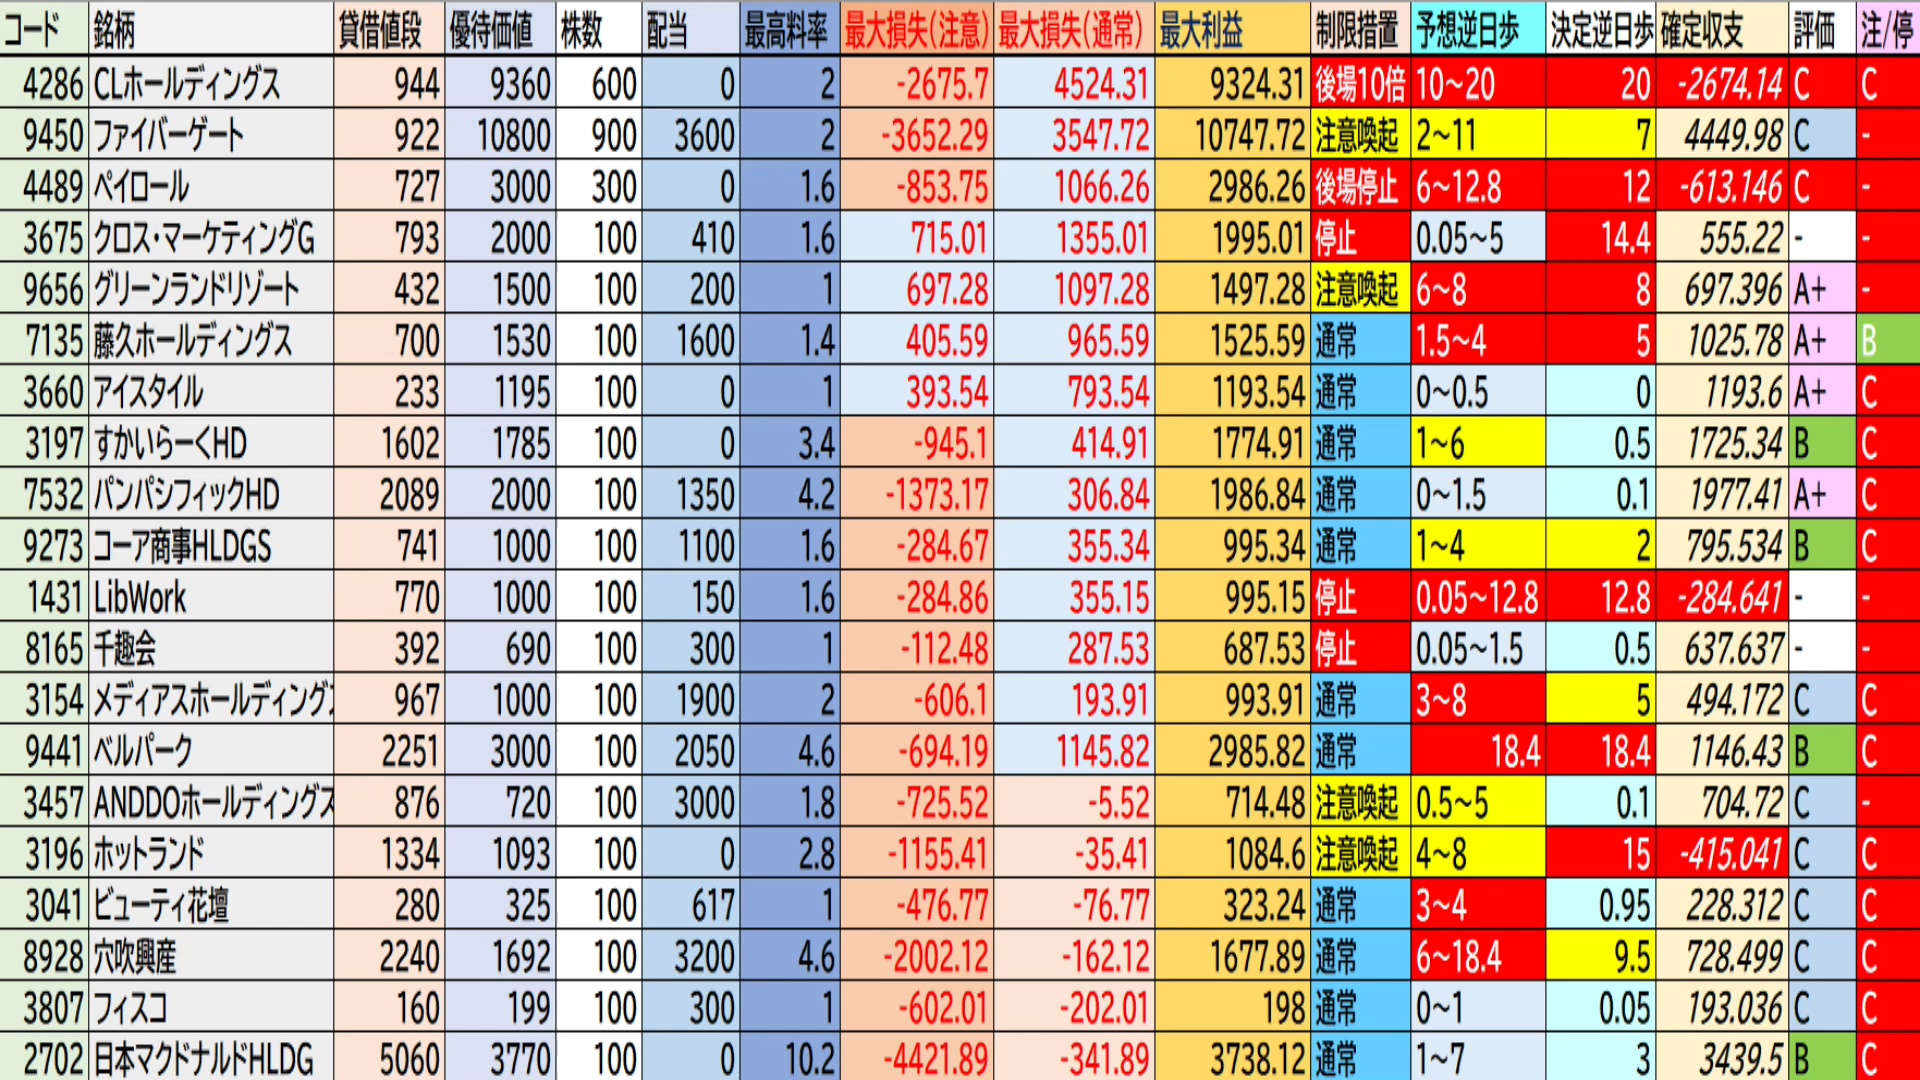 コード 銘柄 貸借値段 優待価値 株数 配当 最高料率 最大損失(注意) 最大損失(通常) 最大利益 制限措置 予想逆日歩 決定逆日歩 確定収支 評価 注/停
4286 CLホールディングス 944 9360 600 0 2 -2675.7 4524.31 9324.31 後場10倍 10~20 20 -2674.14 C C
9450 ファイバーゲート 922 10800 900 3600 2 -3652.29 3547.72 10747.72 注意喚起 2~11 7 4449.98 C -
4489 ペイロール 727 3000 300 0 1.6 -853.75 1066.26 2986.26 後場停止 6~12.8 12 -613.146 C -
3675 クロス・マーケティングG 793 2000 100 410 1.6 715.01 1355.01 1995.01 停止 0.05~5 14.4 555.22 - -
9656 グリーンランドリゾート 432 1500 100 200 1 697.28 1097.28 1497.28 注意喚起 6~8 8 697.396 A+ -
7135 藤久ホールディングス 700 1530 100 1600 1.4 405.59 965.59 1525.59 通常 1.5~4 5 1025.78 A+ B
3660 アイスタイル 233 1195 100 0 1 393.54 793.54 1193.54 通常 0~0.5 0 1193.6 A+ C
3197 すかいらーくHD 1602 1785 100 0 3.4 -945.1 414.91 1774.91 通常 1~6 0.5 1725.34 B C
7532 パンパシフィックHD 2089 2000 100 1350 4.2 -1373.17 306.84 1986.84 通常 0~1.5 0.1 1977.41 A+ C
9273 コーア商事HLDGS 741 1000 100 1100 1.6 -284.67 355.34 995.34 通常 1~4 2 795.534 B C
1431 LibWork 770 1000 100 150 1.6 -284.86 355.15 995.15 停止 0.05~12.8 12.8 -284.641 - -
8165 千趣会 392 690 100 300 1 -112.48 287.53 687.53 停止 0.05~1.5 0.5 637.637 - -
3154 メディアスホールディング 967 1000 100 1900 2 -606.1 193.91 993.91 通常 3~8 5 494.172 C C
9441 ベルパーク 2251 3000 100 2050 4.6 -694.19 1145.82 2985.82 通常 18.4 18.4 1146.43 B C
3457 ANDDOホールディングス 876 720 100 3000 1.8 -725.52 -5.52 714.48 注意喚起 0.5~5 0.1 704.72 C -
3196 ホットランド 1334 1093 100 0 2.8 -1155.41 -35.41 1084.6 注意喚起 4~8 15 -415.041 C C
3041 ビューティ花壇 280 325 100 617 1 -476.77 -76.77 323.24 通常 3~4 0.95 228.312 C C
8928 穴吹興産 2240 1692 100 3200 4.6 -2002.12 -162.12 1677.89 通常 6~18.4 9.5 728.499 C C
3807 フィスコ 160 199 100 300 1 -602.01 -202.01 198 通常 0~1 0.05 193.036 C C
2702 日本マクドナルドHLDG 5060 3770 100 0 10.2 -4421.89 -341.89 3738.12 通常 1~7 3 3439.5 B C